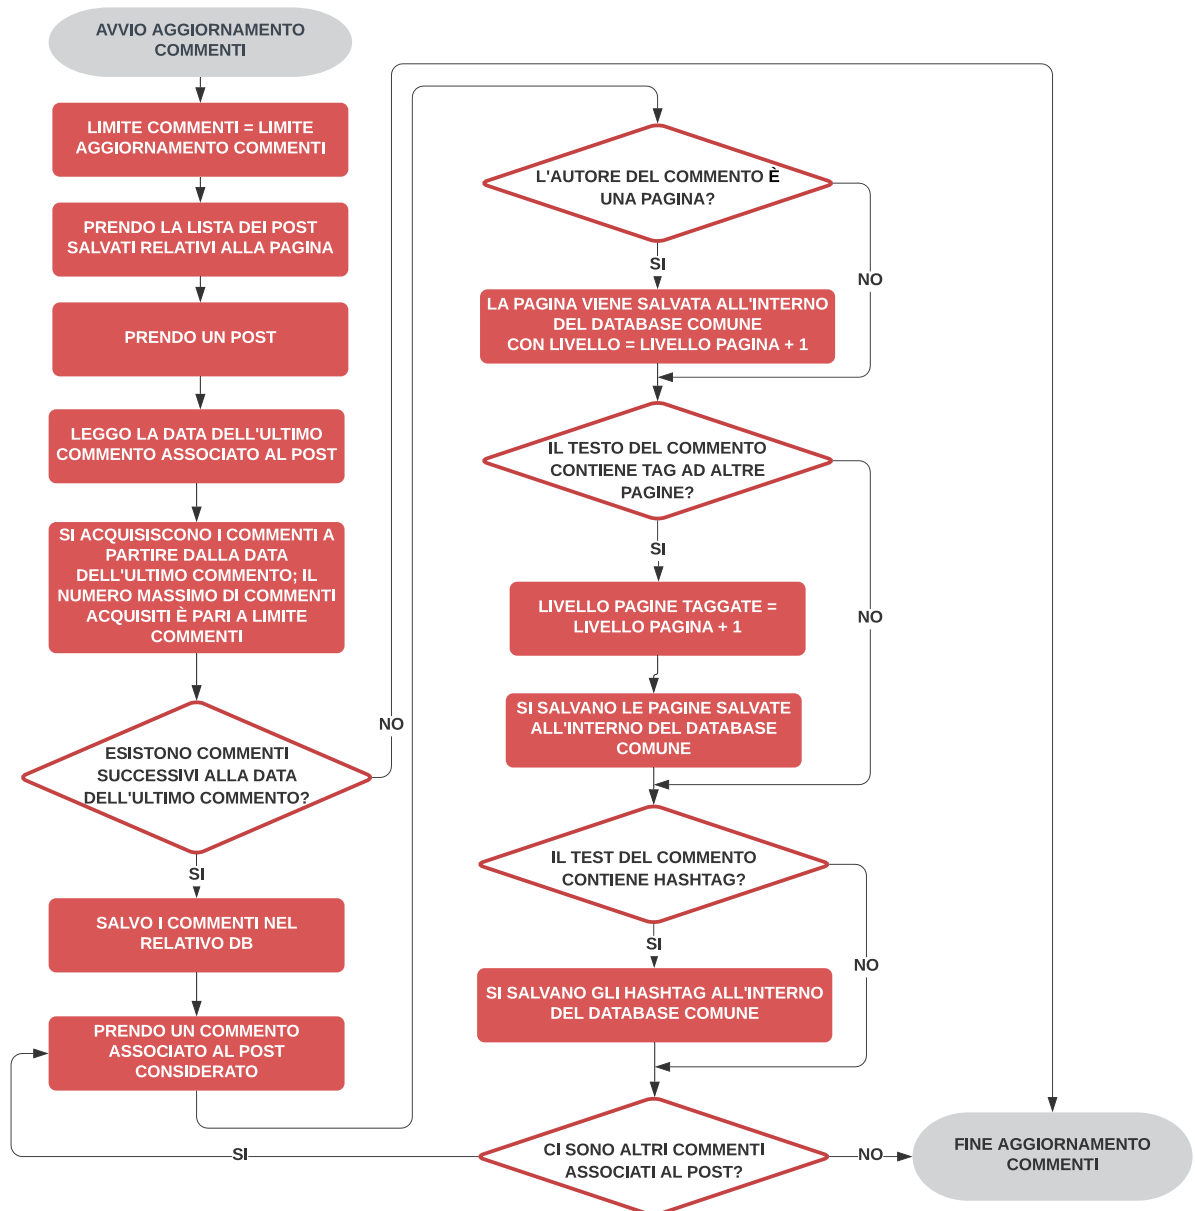 AVVIO AGGIORNAMENTO
COMMENTI
LIMITE COMMENTI = LIMITE
AGGIORNAMENTO COMMENTI
PRENDO LA LISTA DEI POST
SALVATI RELATIVI ALLA PAGINA
PRENDO UN POST
LEGGO LA DATA DELL'ULTIMO
COMMENTO ASSOCIATO AL POST
SI ACQUISISCONO I COMMENTI A
PARTIRE DALLA DATA
DELL'ULTIMO COMMENTO; IL
NUMERO MASSIMO DI COMMENTI
ACQUISITI È PARI A LIMITE
COMMENTI
ESISTONO COMMENTI
SUCCESSIVI ALLA DATA
DELL'ULTIMO COMMENTO?
NO
SI
SALVO I COMMENTI NEL
RELATIVO DB
PRENDO UN COMMENTO
ASSOCIATO AL POST
CONSIDERATO
L'AUTORE DEL COMMENTO È
UNA PAGINA?
SI
NO
LA PAGINA VIENE SALVATA ALL'INTERNO
DEL DATABASE COMUNE
CON LIVELLO = LIVELLO PAGINA + 1
IL TESTO DEL COMMENTO
CONTIENE TAG AD ALTRE
PAGINE?
SI
NO
LIVELLO PAGINE TAGGATE =
LIVELLO PAGINA + 1
SI SALVANO LE PAGINE SALVATE
ALL'INTERNO DEL DATABASE
COMUNE
IL TEST DEL COMMENTO
CONTIENE HASHTAG?
SI
NO
SI SALVANO GLI HASHTAG ALL'INTERNO
DEL DATABASE COMUNE
CI SONO ALTRI COMMENTI
ASSOCIATI AL POST?
SI
NO
FINE AGGIORNAMENTO
COMMENTI